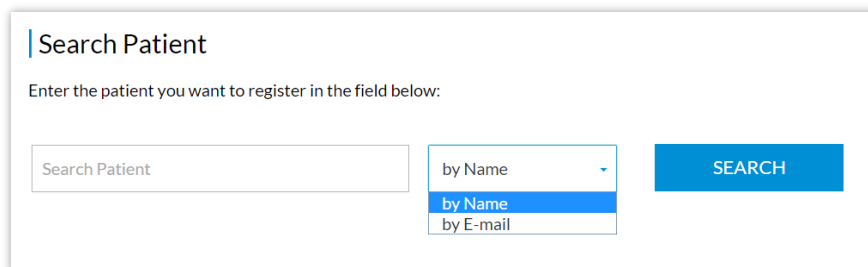 Search Patient
Enter the patient you want to register in the field below:
Search Patient
by Name
SEARCH
by Name
by E-mail